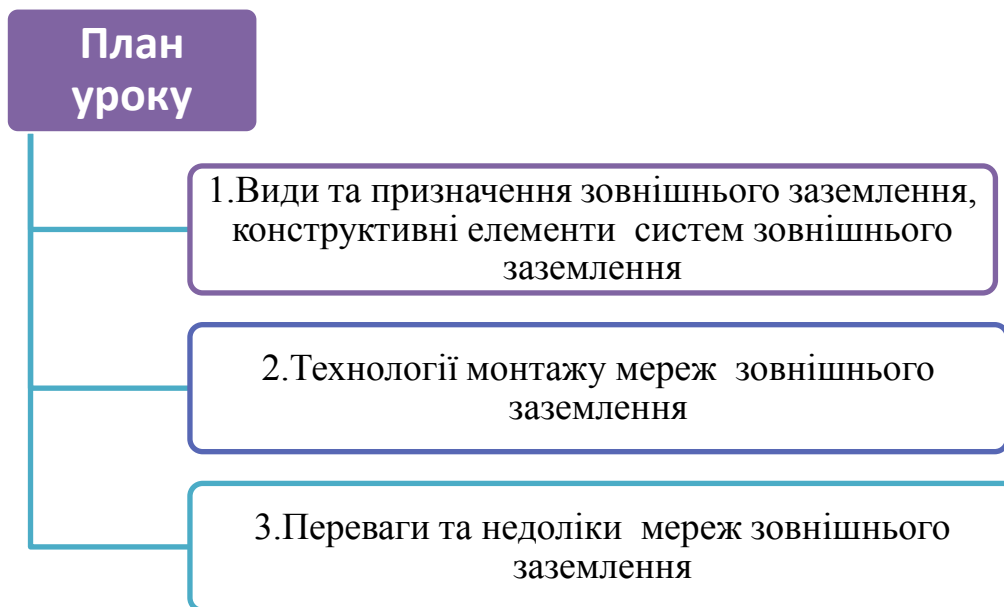 План
уроку
1.Види та призначення зовнішнього заземлення,
конструктивні елементи систем зовнішнього
заземлення
2.Технології монтажу мереж зовнішнього
заземлення
3.Переваги та недоліки мереж зовнішнього
заземлення